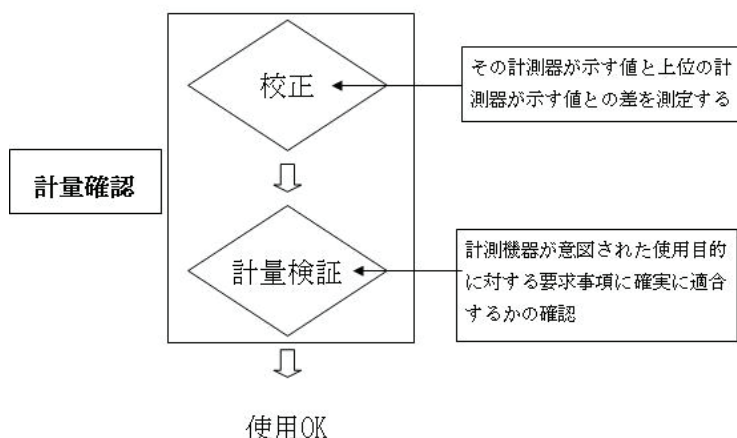 校正
その計測器が示す値と上位の計
測器が示す値との差を測定する
計量確認
計量検証
計測機器が意図された使用目的
に対する要求事項に確実に適合
するかの確認
使用OK